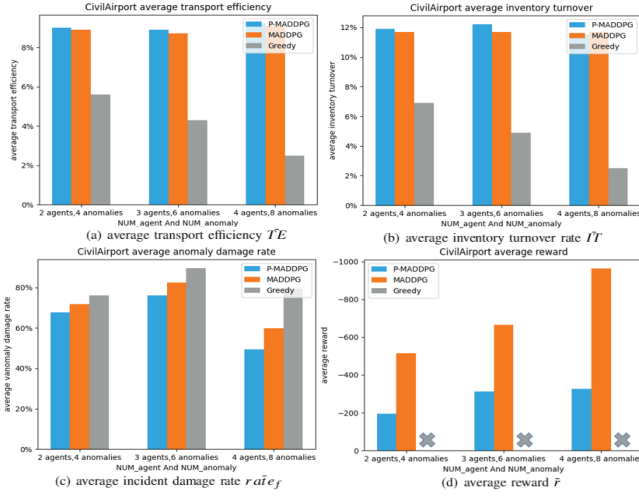 CivilAirport average transport efficiency
P-MADDPG
MADDPG
Greedy
8%
6%
4%
2%
0%
average transport efficiency
2 agents,4 anomalies
3 agents,6 anomalies
4 agents,8 anomalies
NUM_agent And NUM_anomaly
(a) average transport efficiency T̄E
CivilAirport average inventory turnover
P-MADDPG
MADDPG
Greedy
12%
10%
8%
6%
4%
2%
0%
average inventory turnover
2 agents,4 anomalies
3 agents,6 anomalies
4 agents,8 anomalies
NUM_agent And NUM_anomaly
(b) average inventory turnover rate ĪT
CivilAirport average anomaly damage rate
P-MADDPG
MADDPG
Greedy
80%
60%
40%
20%
0%
average vanomaly damage rate
2 agents,4 anomalies
3 agents,6 anomalies
4 agents,8 anomalies
NUM_agent And NUM_anomaly
(c) average incident damage rate rāte_f
CivilAirport average reward
P-MADDPG
MADDPG
Greedy
−1000
−800
−600
−400
−200
0
average reward
2 agents,4 anomalies
3 agents,6 anomalies
4 agents,8 anomalies
NUM_agent And NUM_anomaly
(d) average reward r̄